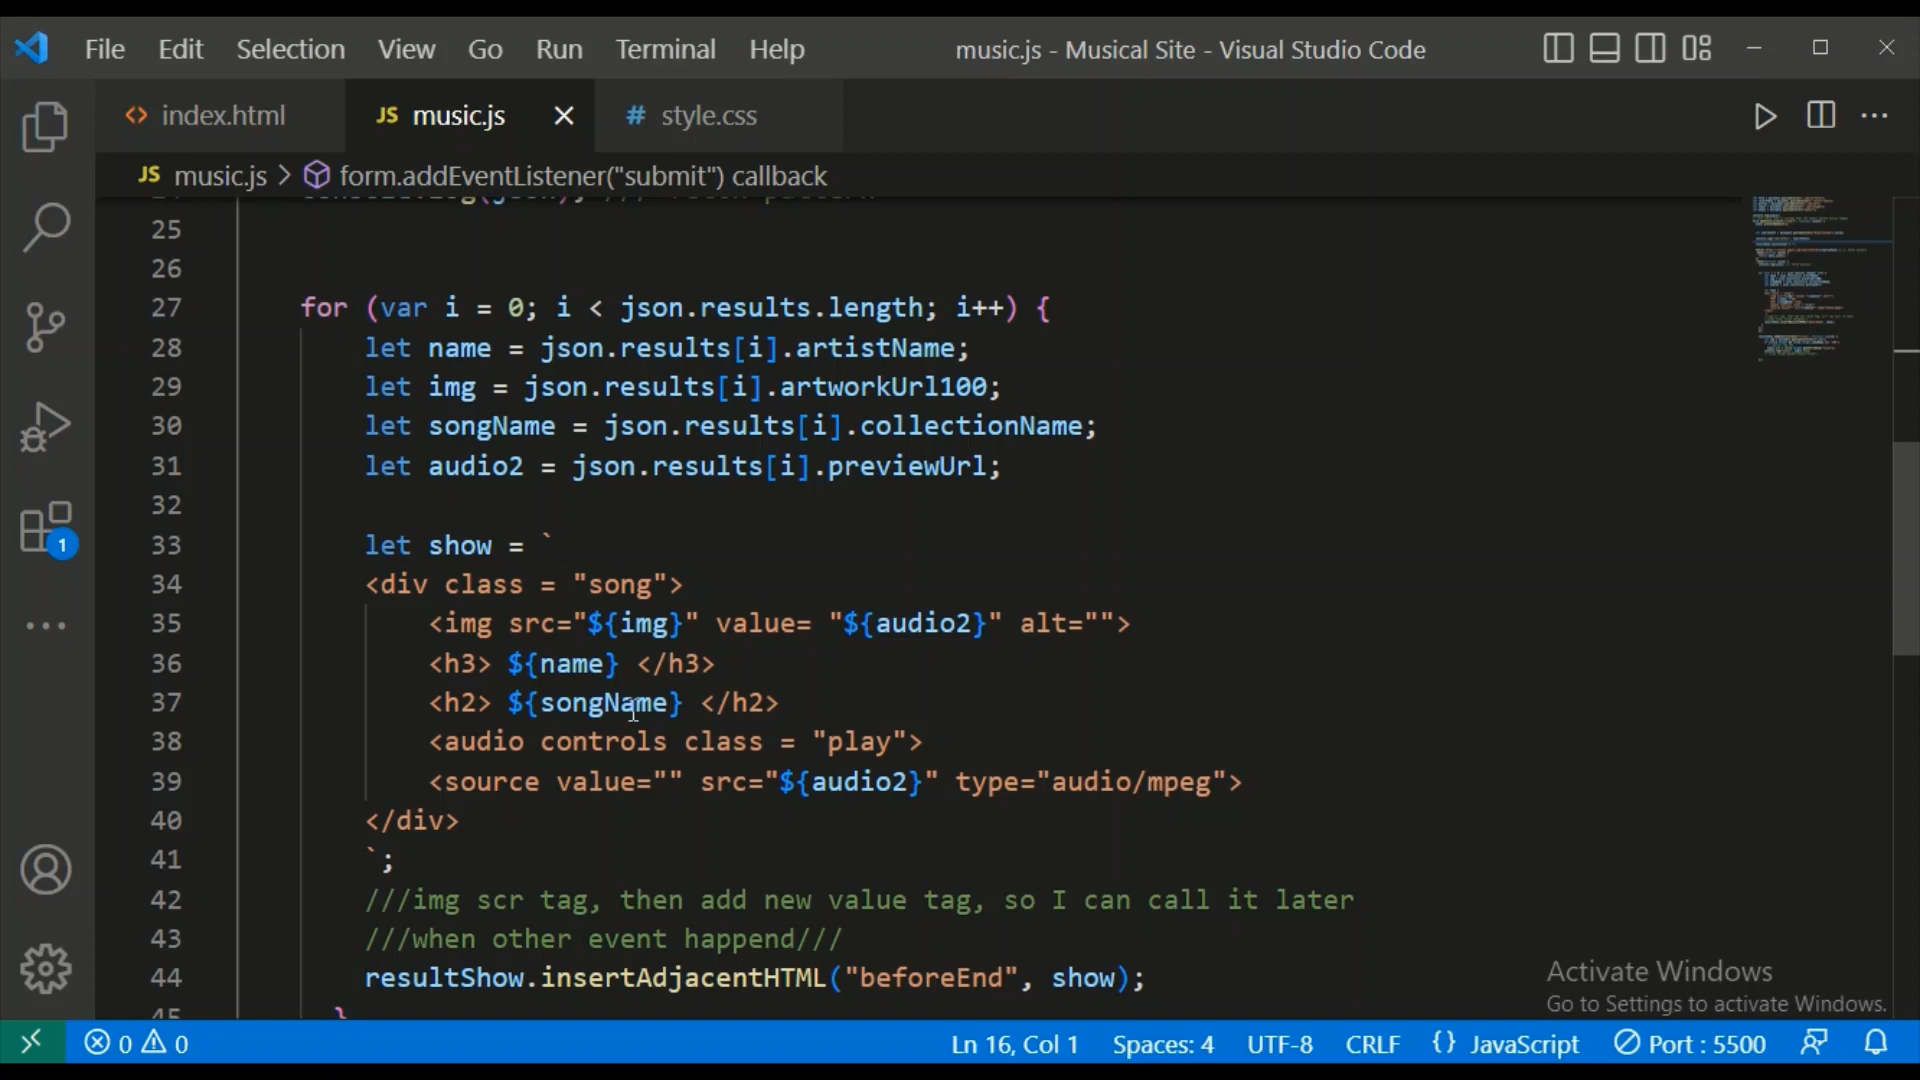 File Edit Selection View Go Run Terminal Help music.js - Musical Site - Visual Studio Code
<> index.html JS music.js # style.css
JS music.js > form.addEventListener("submit") callback
25
26
27 for (var i = 0; i < json.results.length; i++) {
28 let name = json.results[i].artistName;
29 let img = json.results[i].artworkUrl100;
30 let songName = json.results[i].collectionName;
31 let audio2 = json.results[i].previewUrl;
32
33 let show = `
34 <div class = "song">
35 <img src="${img}" value= "${audio2}" alt="">
36 <h3> ${name} </h3>
37 <h2> ${songName} </h2>
38 <audio controls class = "play">
39 <source value="" src="${audio2}" type="audio/mpeg">
40 </div>
41 `;
42 ///img scr tag, then add new value tag, so I can call it later
43 ///when other event happend///
44 resultShow.insertAdjacentHTML("beforeEnd", show);
45 }
1
Activate Windows
Go to Settings to activate Windows.
0 0 Ln 16, Col 1 Spaces: 4 UTF-8 CRLF {} JavaScript Port : 5500